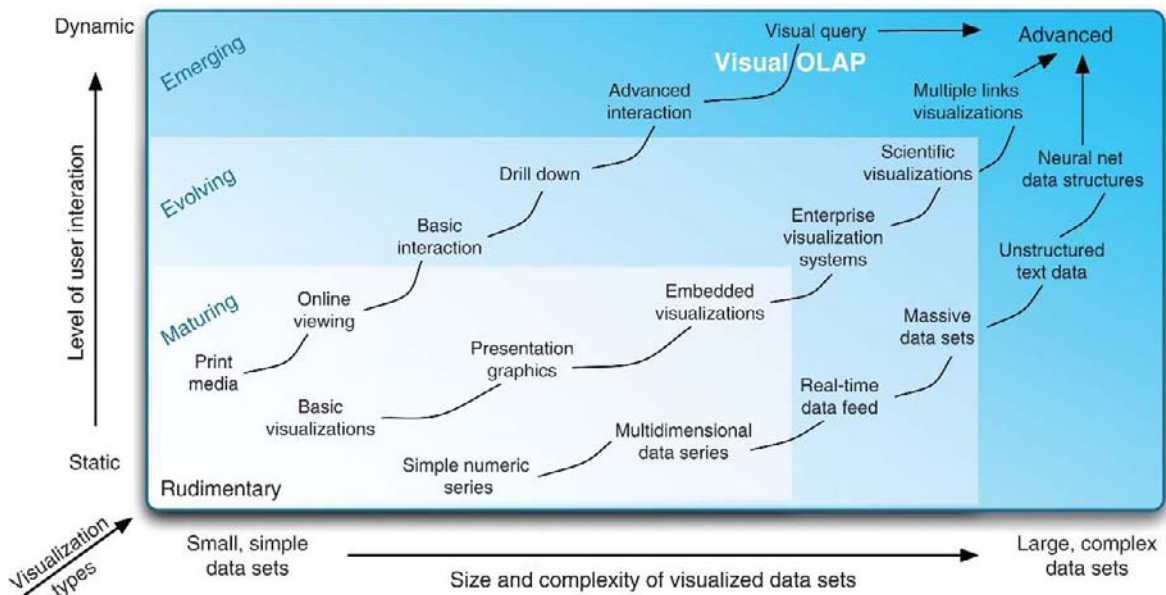 Dynamic
Emerging
Visual query
Advanced
Visual OLAP
Advanced
interaction
Multiple links
visualizations
Evolving
Drill down
Scientific
visualizations
Neural net
data structures
Basic
interaction
Enterprise
visualization
systems
Unstructured
text data
Level of user interation
Maturing
Online
viewing
Embedded
visualizations
Massive
data sets
Print
media
Presentation
graphics
Real-time
data feed
Basic
visualizations
Multidimensional
data series
Static
Simple numeric
series
Rudimentary
Visualization
types
Small, simple
data sets
Size and complexity of visualized data sets
Large, complex
data sets